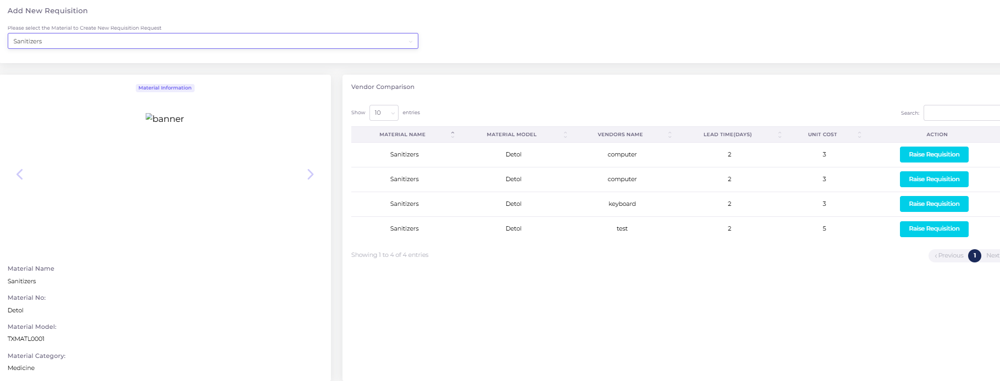 Add New Requisition
Please select the Material to Create New Requisition Request
Sanitizers
Material Information
banner
Material Name
Sanitizers
Material No:
Detol
Material Model:
TXMATL0001
Material Category:
Medicine
Vendor Comparison
Show 10 entries
Search:
MATERIAL NAME MATERIAL MODEL VENDORS NAME LEAD TIME(DAYS) UNIT COST ACTION
Sanitizers Detol computer 2 3 Raise Requisition
Sanitizers Detol computer 2 3 Raise Requisition
Sanitizers Detol keyboard 2 3 Raise Requisition
Sanitizers Detol test 2 5 Raise Requisition
Showing 1 to 4 of 4 entries
‹ Previous 1 Next